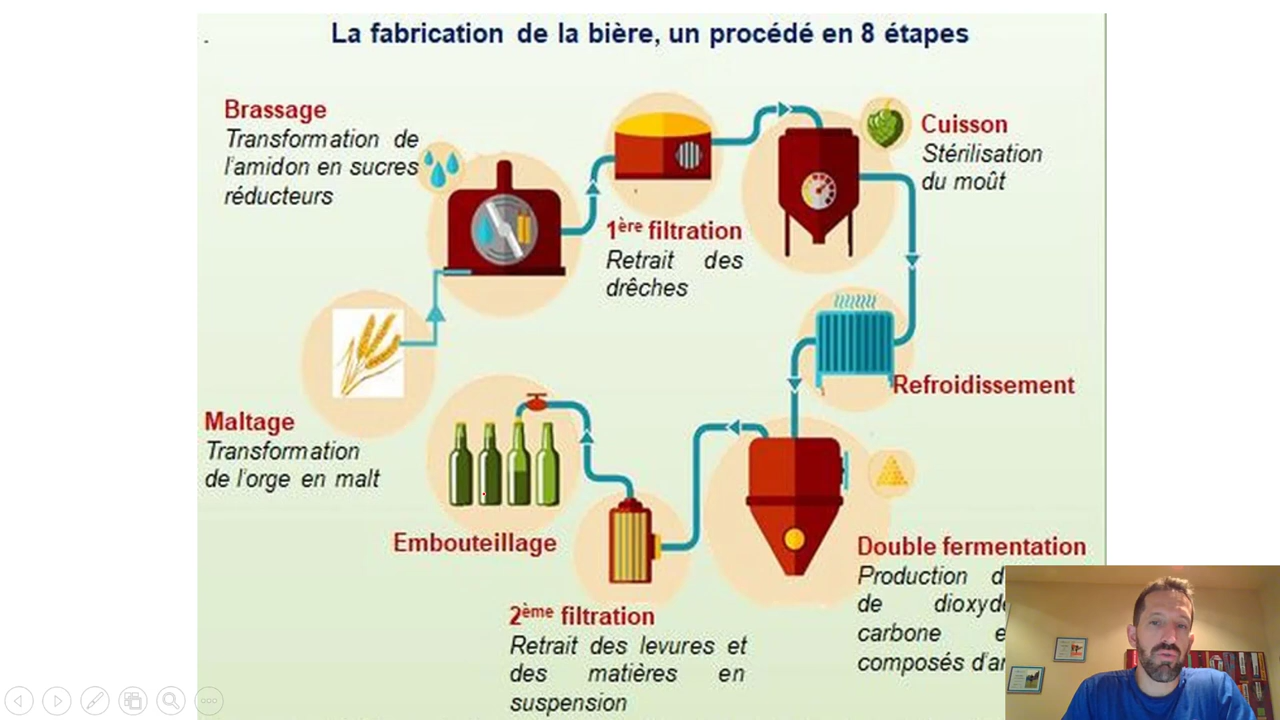 La fabrication de la bière, un procédé en 8 étapes
Brassage
Transformation de
l'amidon en sucres
réducteurs
1ère filtration
Retrait des
drêches
Cuisson
Stérilisation
du moût
Refroidissement
Maltage
Transformation
de l'orge en malt
Embouteillage
2ème filtration
Retrait des levures et
des matières en
suspension
Double fermentation
Production
de
carbone
composés